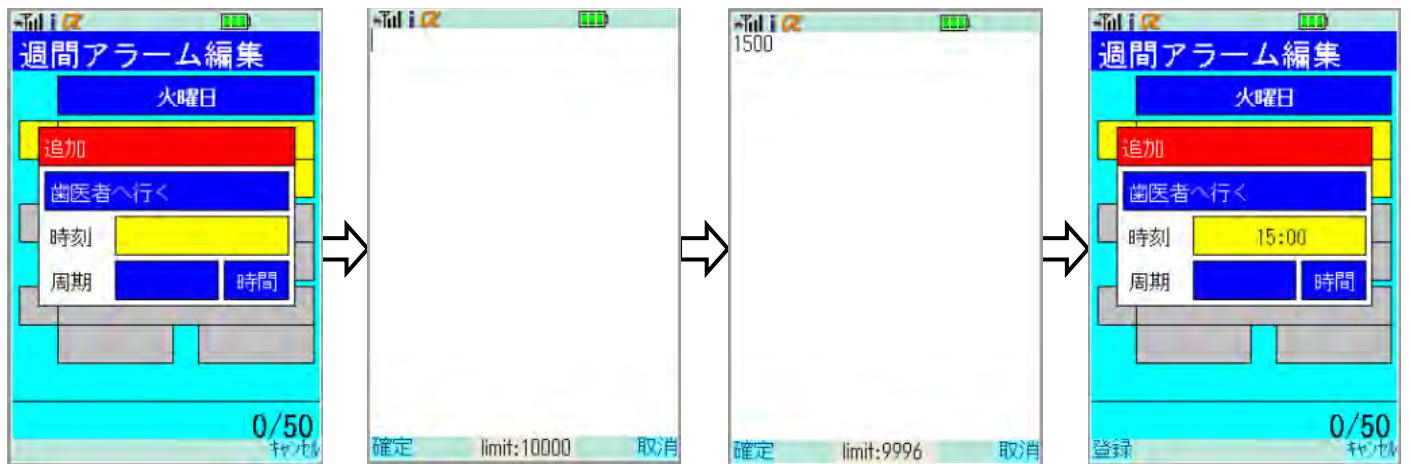 週間アラーム編集
火曜日
追加
歯医者へ行く
時刻
周期
時間
0/50
キャンセル
確定
limit:10000
取消
1500
確定
limit:9996
取消
週間アラーム編集
火曜日
追加
歯医者へ行く
時刻
15:00
周期
時間
0/50
登録
キャンセル